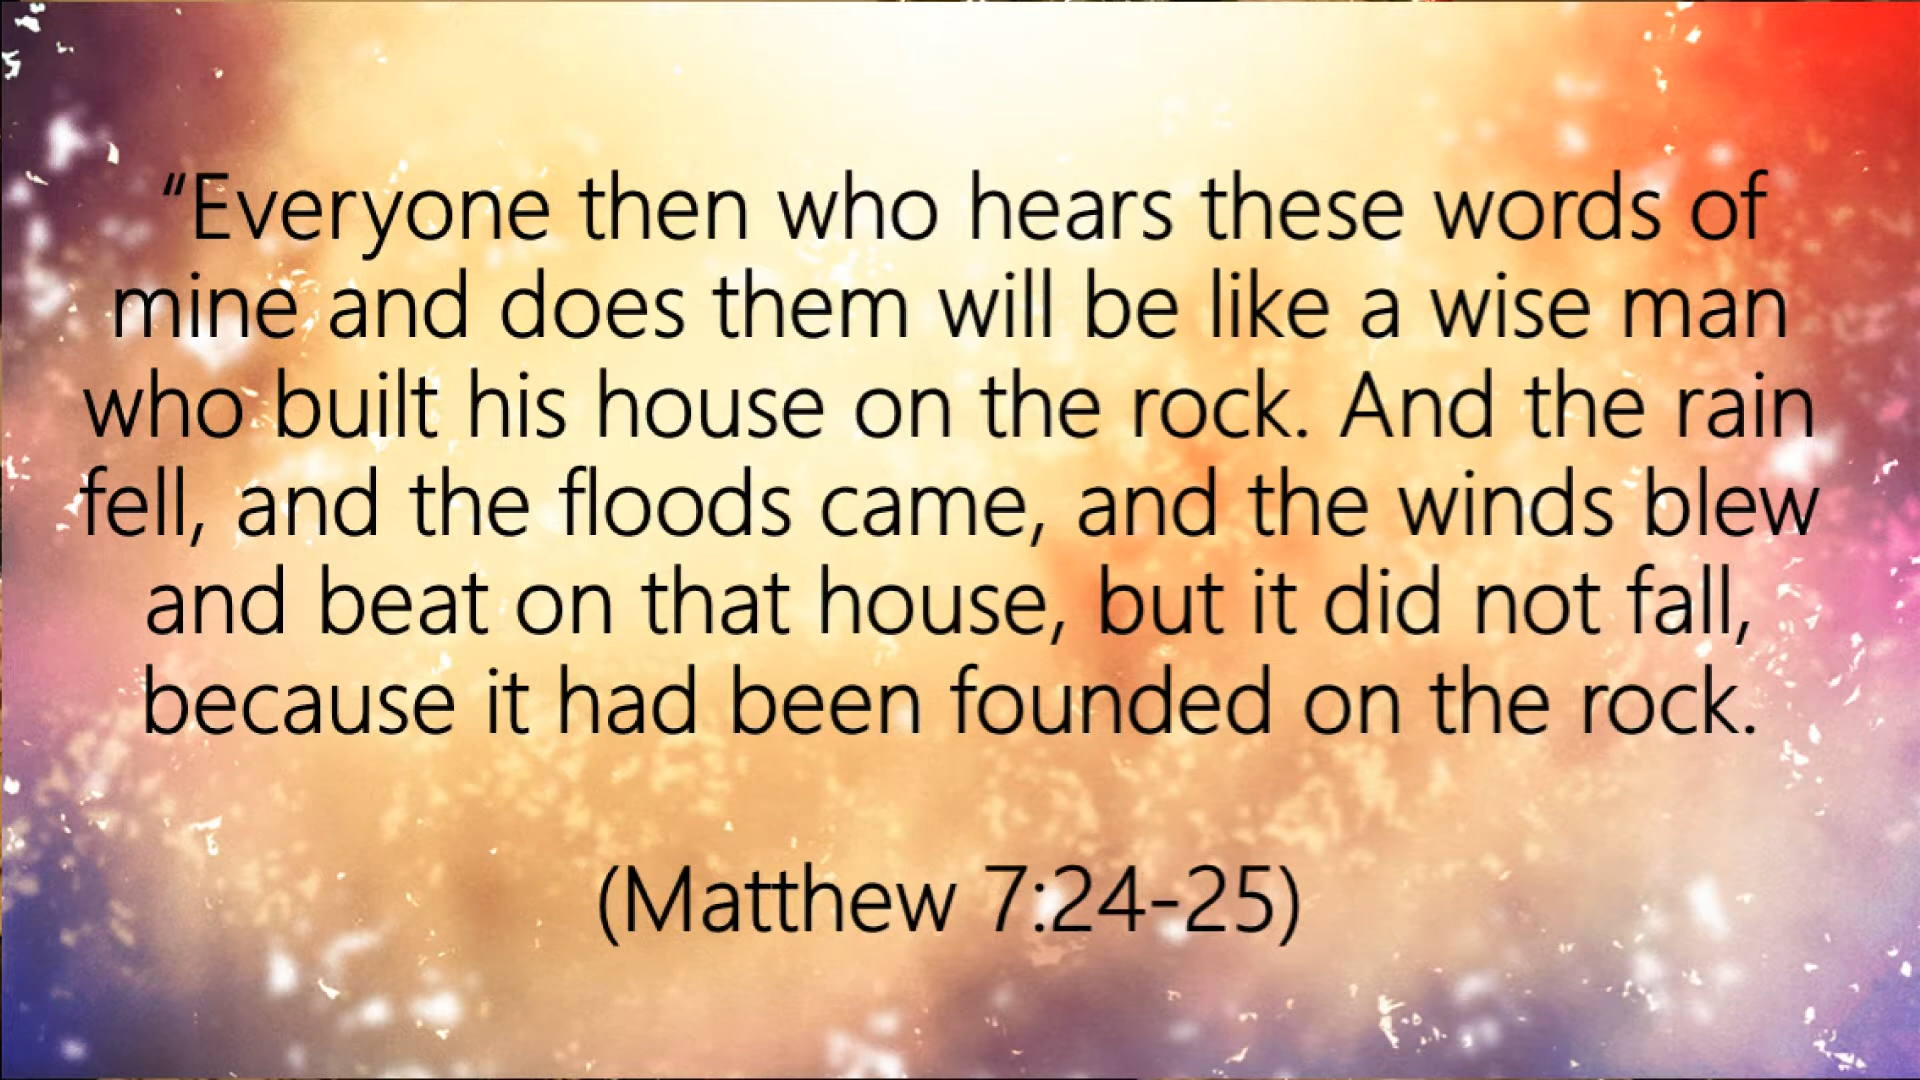 “Everyone then who hears these words of
mine and does them will be like a wise man
who built his house on the rock. And the rain
fell, and the floods came, and the winds blew
and beat on that house, but it did not fall,
because it had been founded on the rock.
(Matthew 7:24-25)